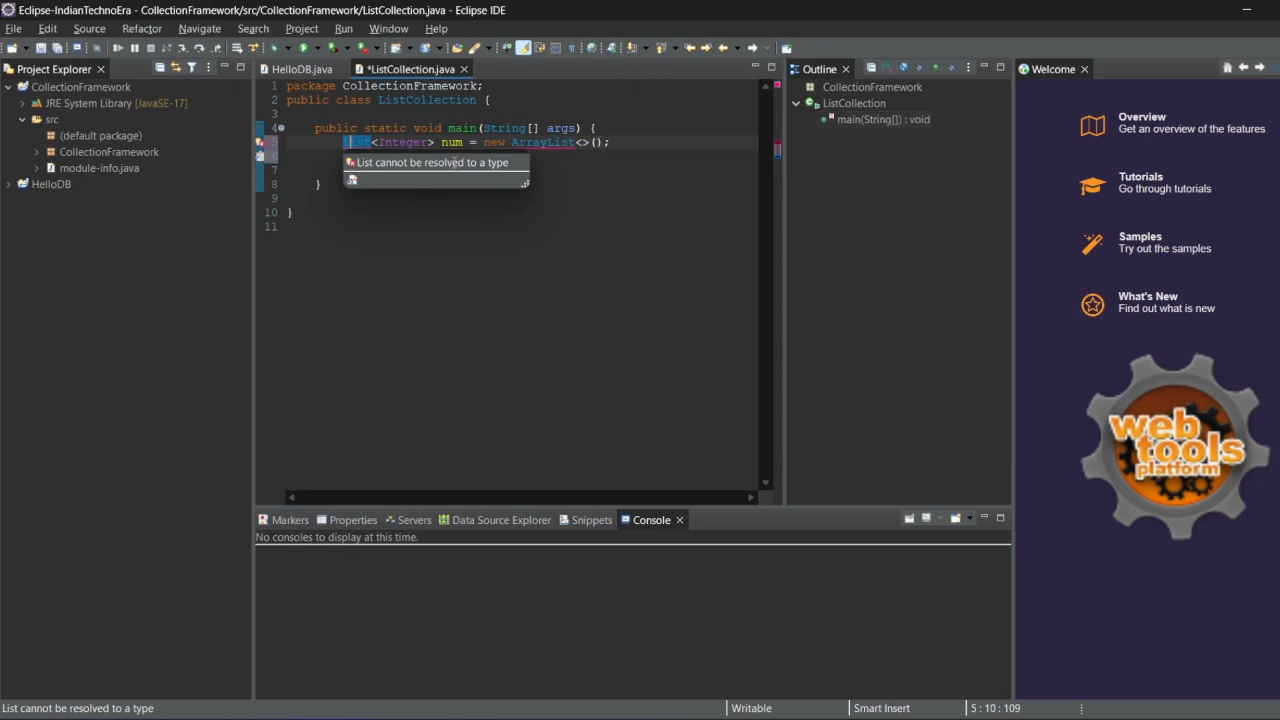 Eclipse-IndianTechnoEra - CollectionFramework/src/CollectionFramework/ListCollection.java - Eclipse IDE
File Edit Source Refactor Navigate Search Project Run Window Help
Project Explorer
CollectionFramework
JRE System Library [JavaSE-17]
src
(default package)
CollectionFramework
module-info.java
HelloDB
HelloDB.java *ListCollection.java
1 package CollectionFramework;
2 public class ListCollection {
3
4 public static void main(String[] args) {
5 List<Integer> num = new ArrayList<>();
6
7
8 }
9
10 }
11
List cannot be resolved to a type
Outline
CollectionFramework
ListCollection
main(String[]) : void
Welcome
Overview
Get an overview of the features
Tutorials
Go through tutorials
Samples
Try out the samples
What's New
Find out what is new
web
tools
platform
Markers Properties Servers Data Source Explorer Snippets Console
No consoles to display at this time.
List cannot be resolved to a type Writable Smart Insert 5 : 10 : 109